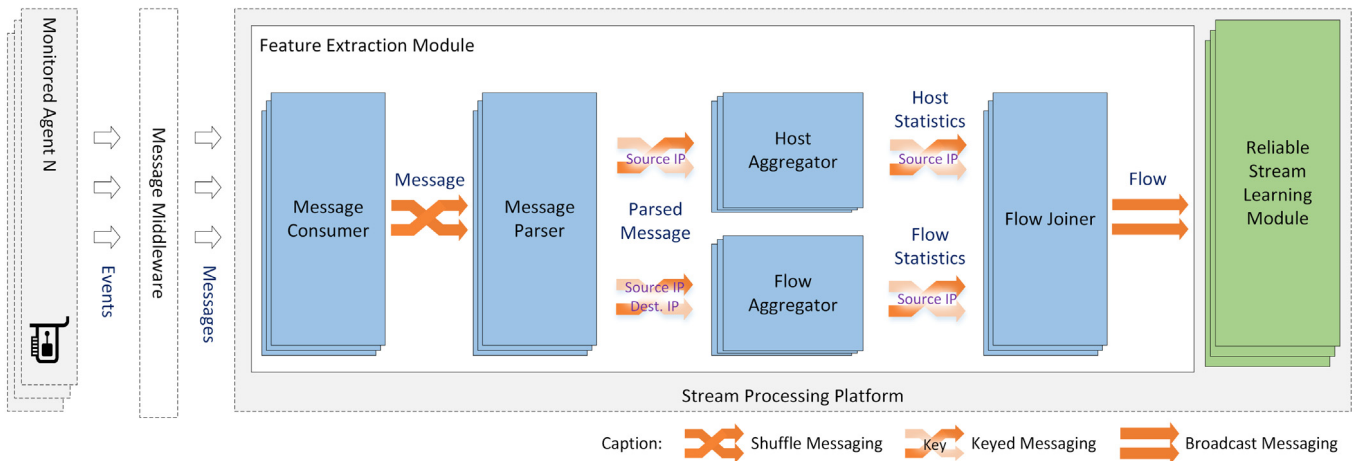 Monitored Agent N
Events
Message Middleware
Messages
Feature Extraction Module
Message
Consumer
Message
Message
Parser
Source IP
Parsed
Message
Source IP
Dest. IP
Host
Aggregator
Flow
Aggregator
Host
Statistics
Source IP
Flow
Statistics
Source IP
Flow Joiner
Flow
Reliable
Stream
Learning
Module
Stream Processing Platform
Caption:
Shuffle Messaging
Key
Keyed Messaging
Broadcast Messaging